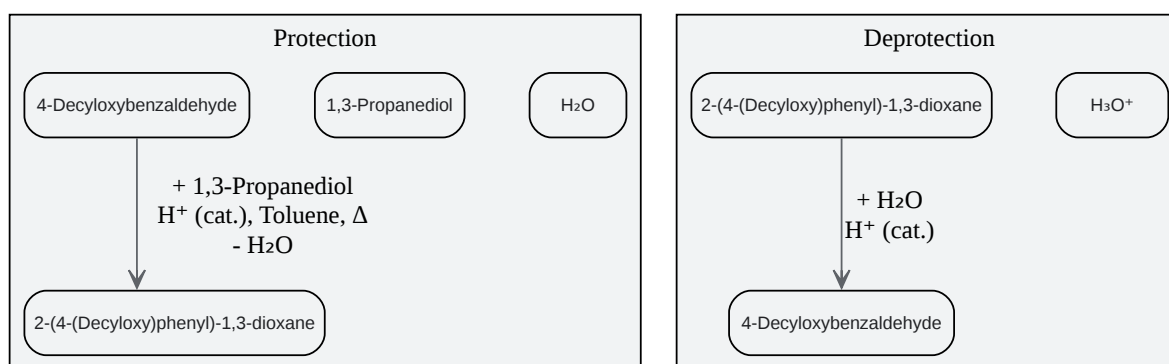 Protection
4-Decyloxybenzaldehyde
1,3-Propanediol
H₂O
+ 1,3-Propanediol
H⁺ (cat.), Toluene, Δ
- H₂O
2-(4-(Decyloxy)phenyl)-1,3-dioxane
Deprotection
2-(4-(Decyloxy)phenyl)-1,3-dioxane
H₃O⁺
+ H₂O
H⁺ (cat.)
4-Decyloxybenzaldehyde